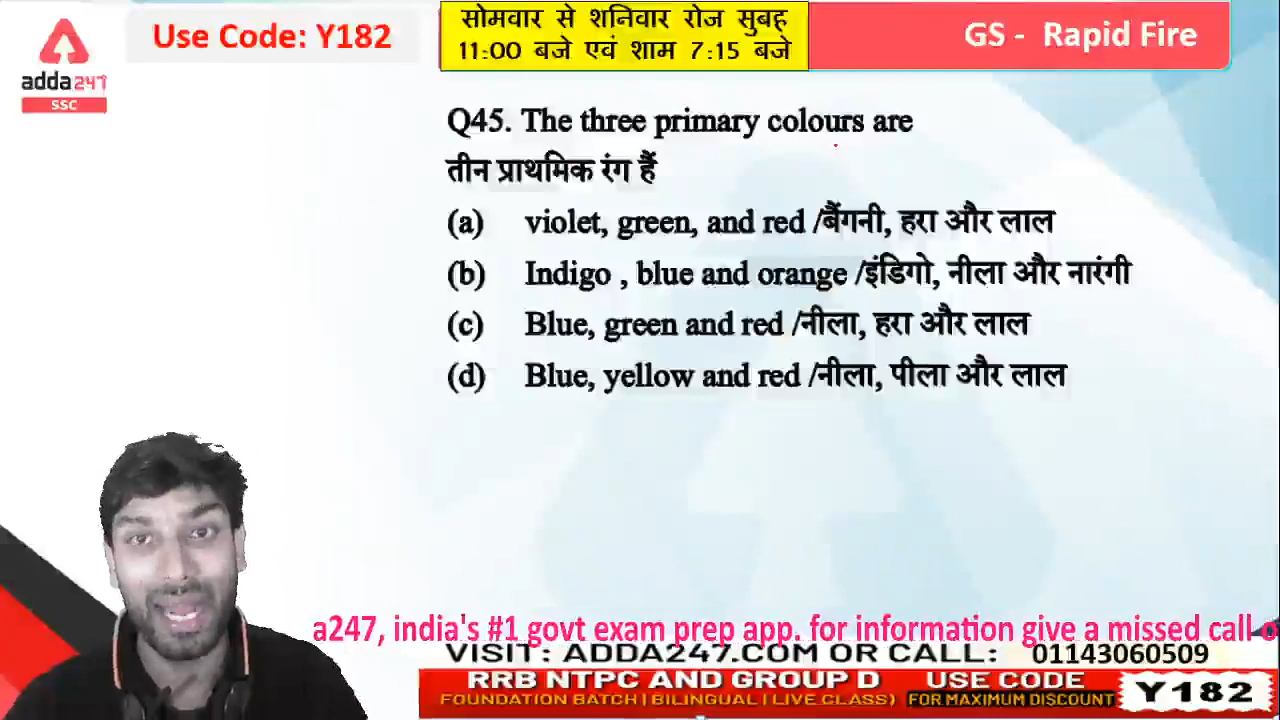 adda247
SSC
Use Code: Y182
सोमवार से शनिवार रोज सुबह
11:00 बजे एवं शाम 7:15 बजे
GS - Rapid Fire
Q45. The three primary colours are
तीन प्राथमिक रंग हैं
(a) violet, green, and red /बैंगनी, हरा और लाल
(b) Indigo , blue and orange /इंडिगो, नीला और नारंगी
(c) Blue, green and red /नीला, हरा और लाल
(d) Blue, yellow and red /नीला, पीला और लाल
a247, india's #1 govt exam prep app. for information give a missed call o
VISIT: ADDA247.COM OR CALL: 01143060509
RRB NTPC AND GROUP D
FOUNDATION BATCH | BILINGUAL | LIVE CLASS)
USE CODE
FOR MAXIMUM DISCOUNT
Y182